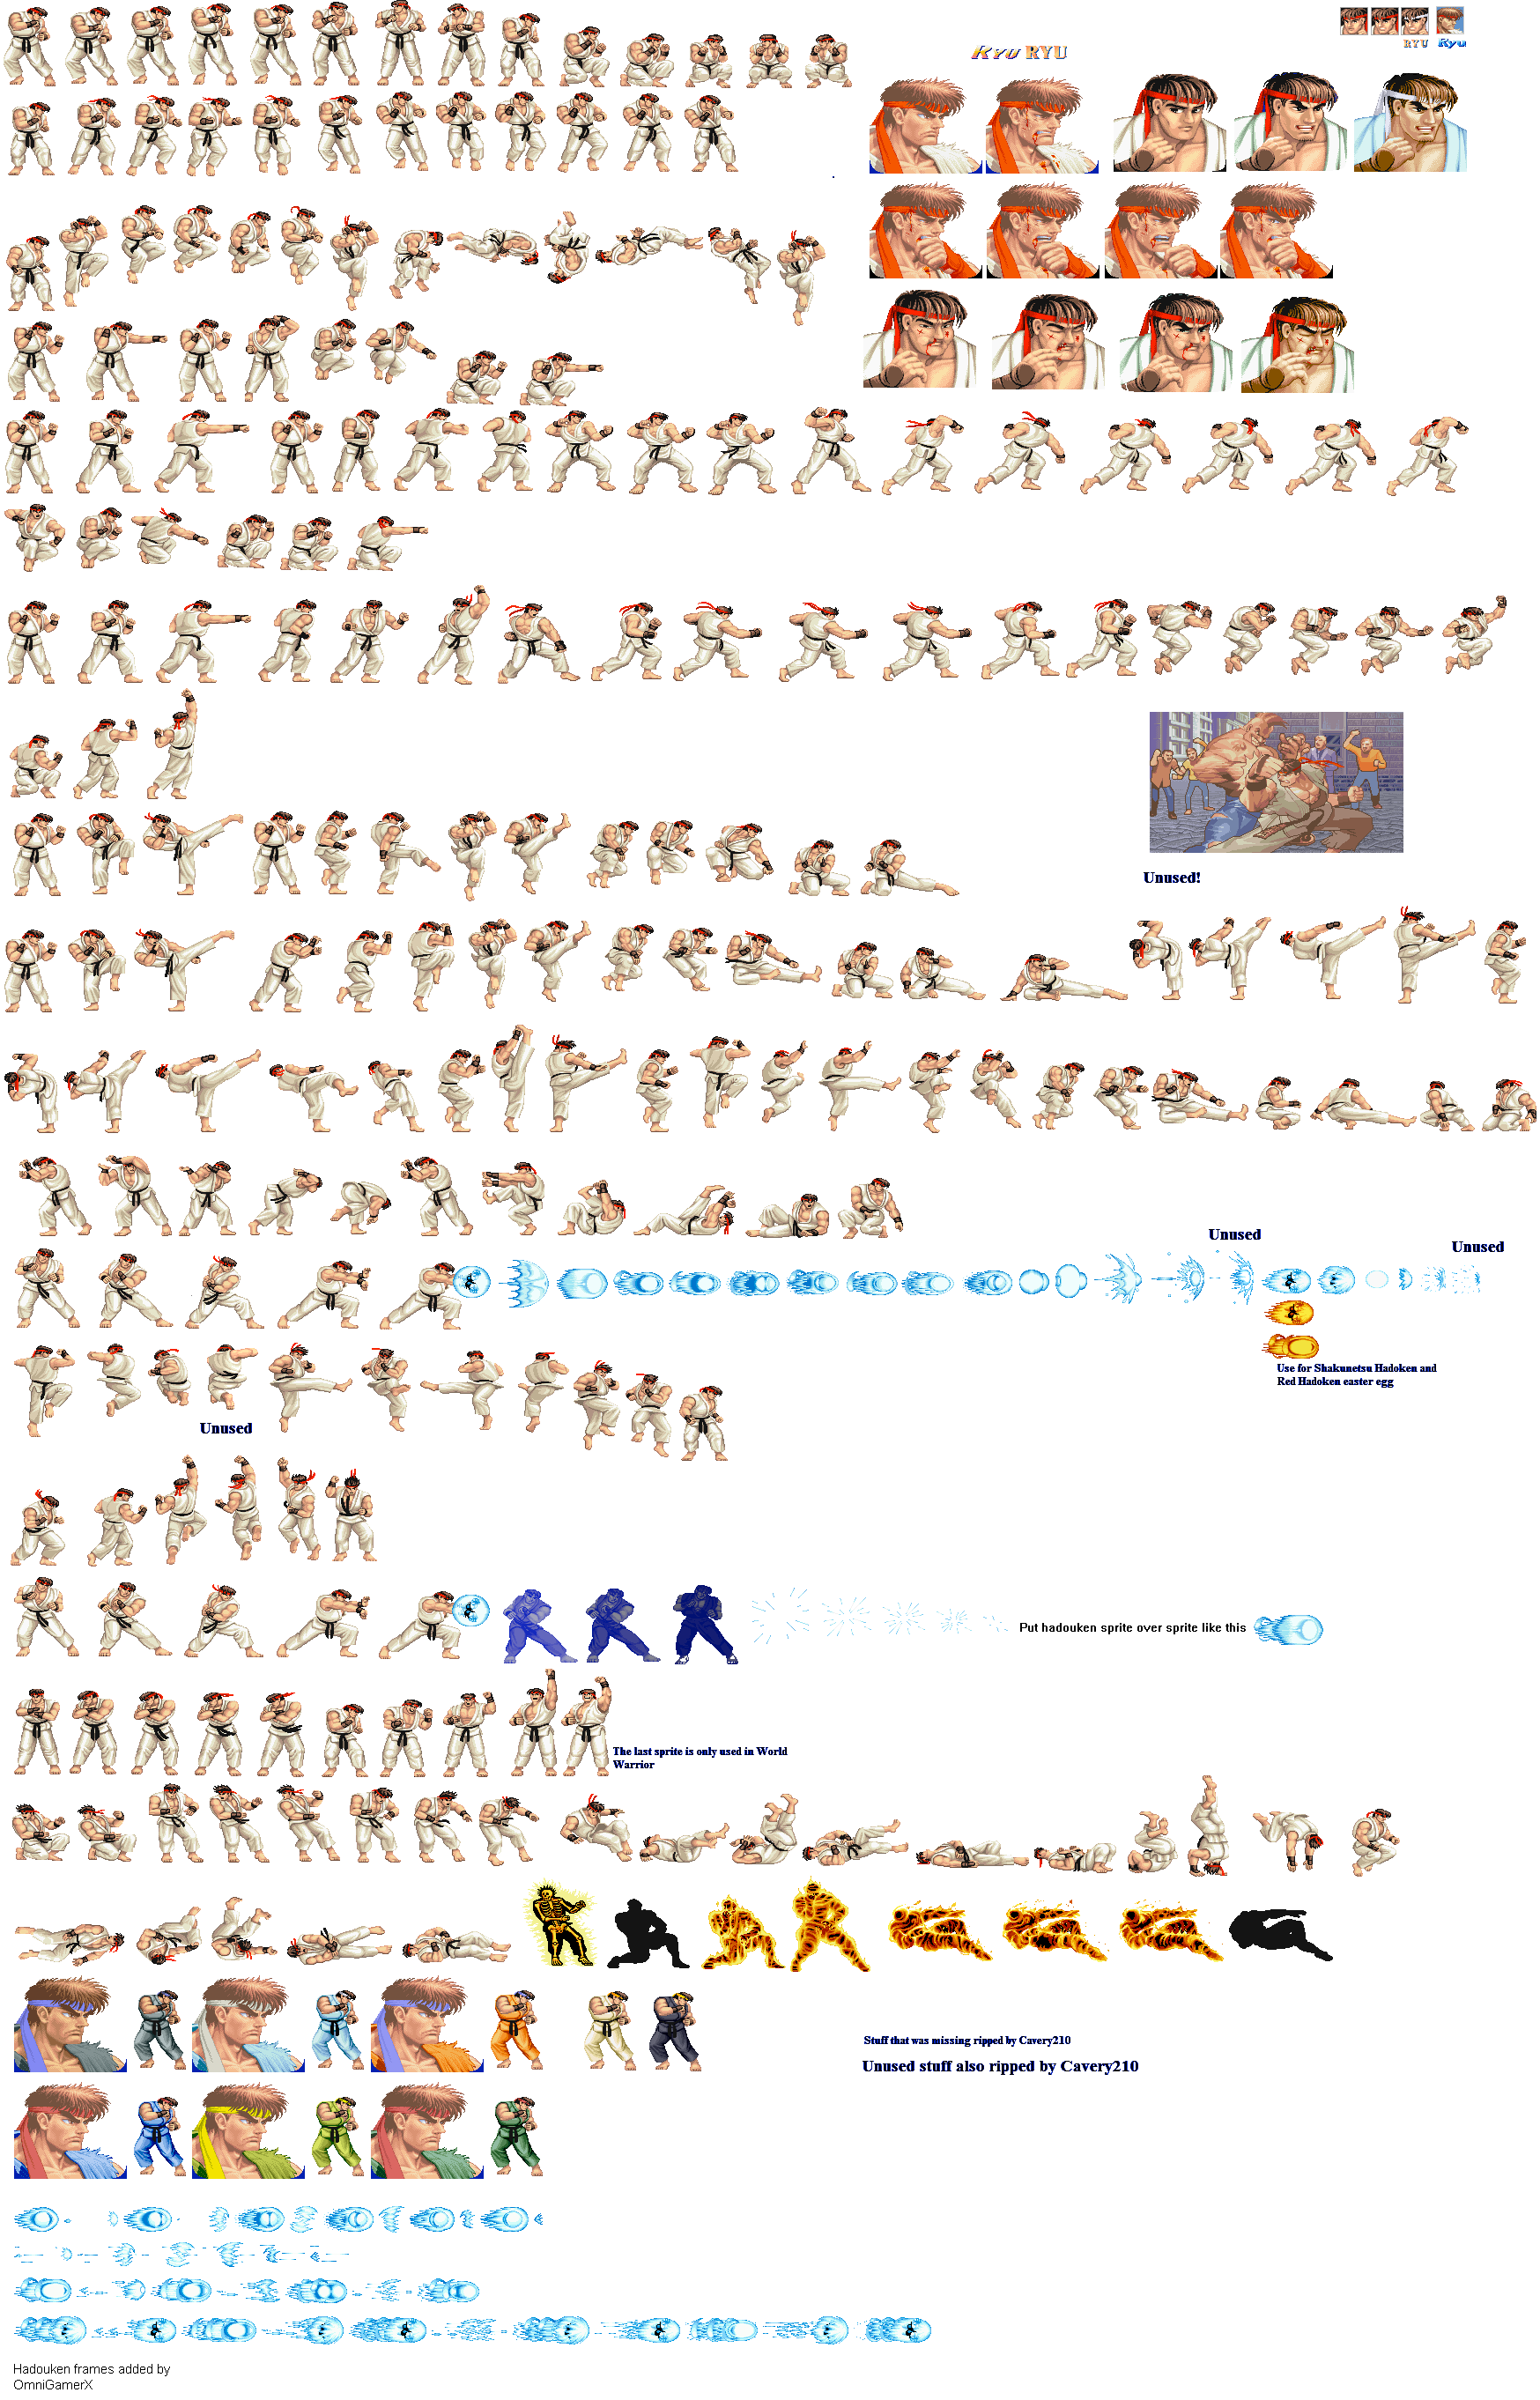 Ryu RYU
RYU Ryu
Unused!
Unused
Unused
Use for Shakunetsu Hadoken and
Red Hadoken easter egg
Unused
Put hadouken sprite over sprite like this
The last sprite is only used in World
Warrior
Stuff that was missing ripped by Cavery210
Unused stuff also ripped by Cavery210
Hadouken frames added by
OmniGamerX